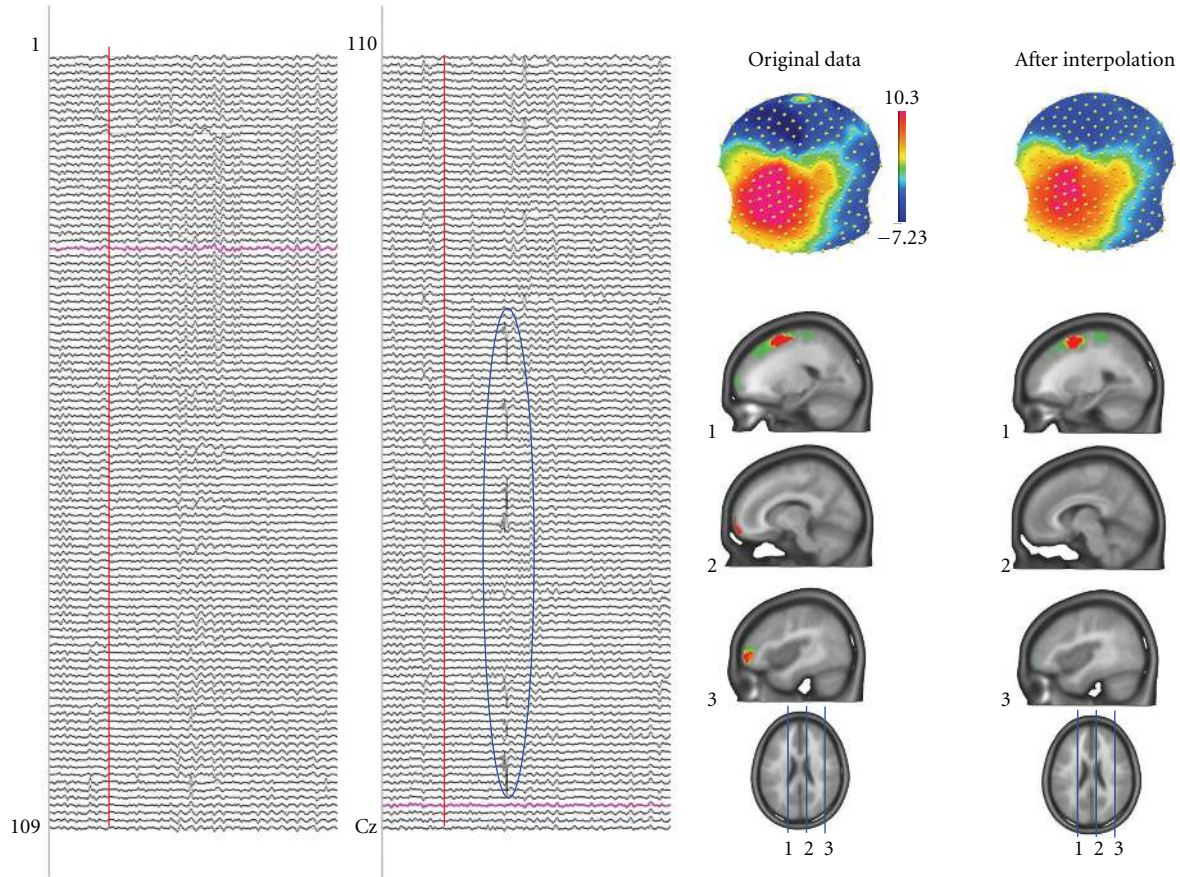 1
109
110
Cz
Original data
After interpolation
10.3
−7.23
1
1
2
2
3
3
1 2 3
1 2 3